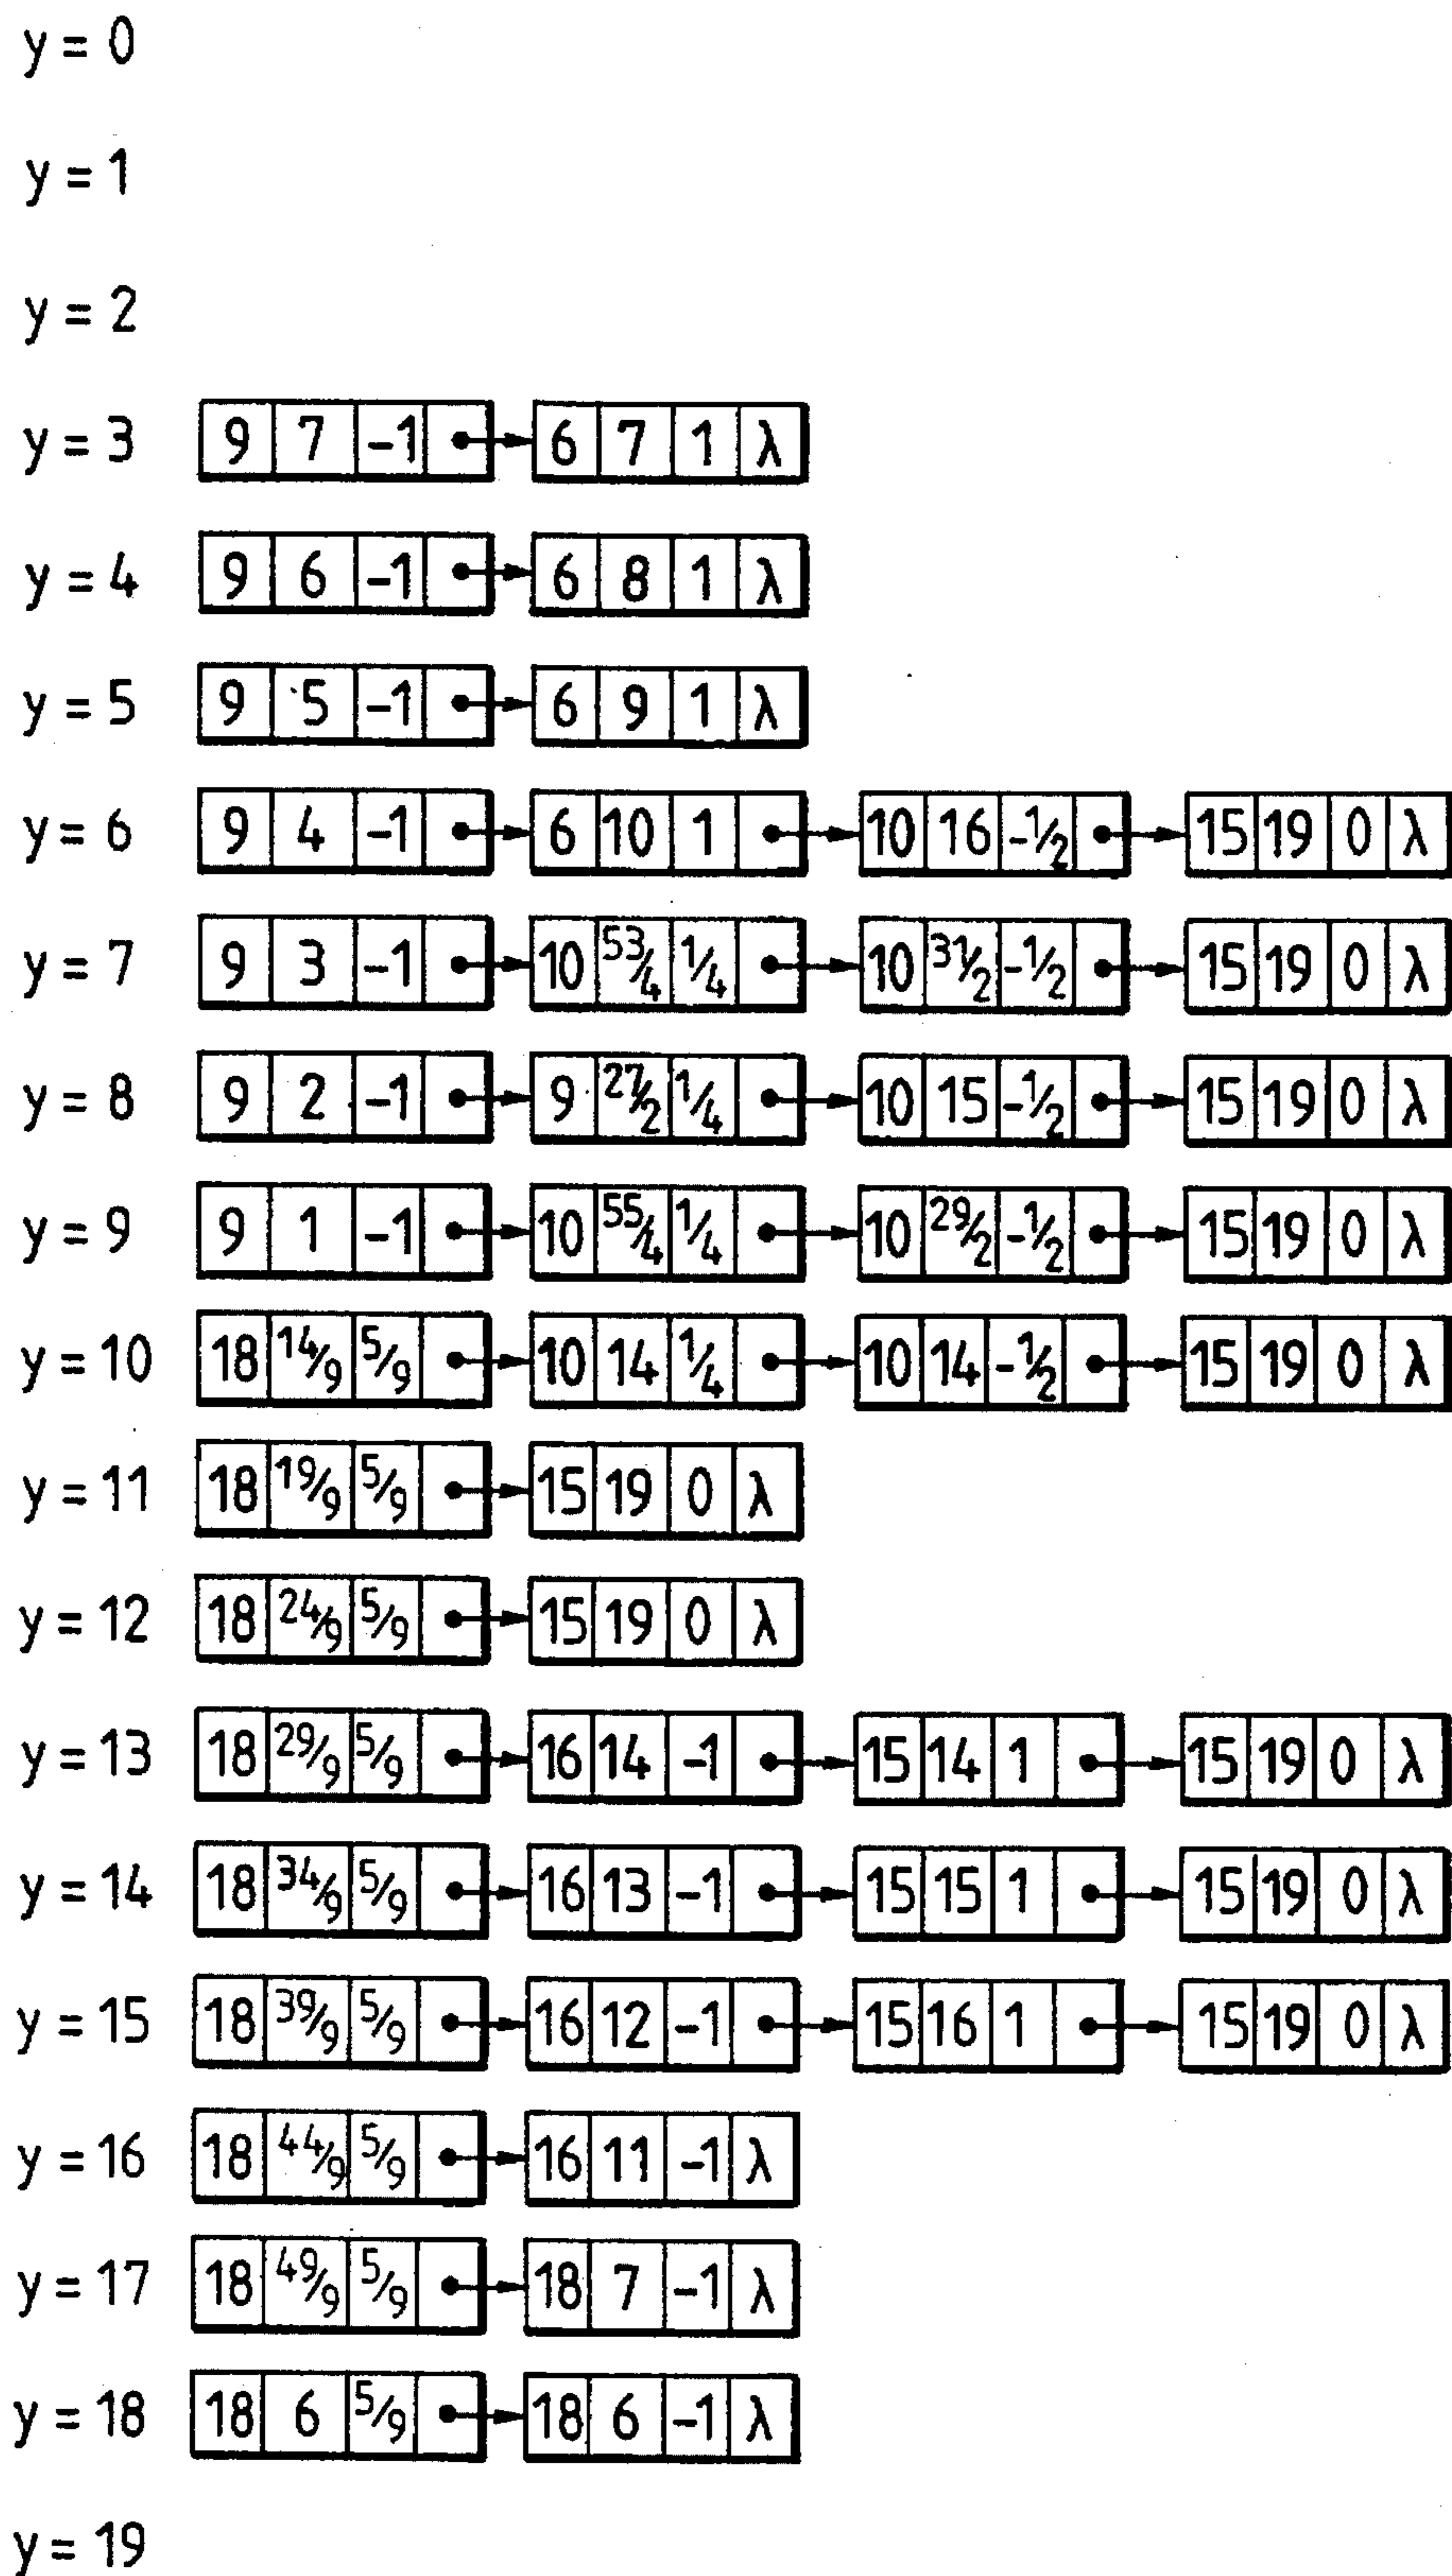 y = 0
y = 1
y = 2
y = 3 9 7 -1 6 7 1 λ
y = 4 9 6 -1 6 8 1 λ
y = 5 9 5 -1 6 9 1 λ
y = 6 9 4 -1 6 10 1 10 16 -1/2 15 19 0 λ
y = 7 9 3 -1 10 53/4 1/4 10 31/2 -1/2 15 19 0 λ
y = 8 9 2 -1 9 27/2 1/4 10 15 -1/2 15 19 0 λ
y = 9 9 1 -1 10 55/4 1/4 10 29/2 -1/2 15 19 0 λ
y = 10 18 14/9 5/9 10 14 1/4 10 14 -1/2 15 19 0 λ
y = 11 18 19/9 5/9 15 19 0 λ
y = 12 18 24/9 5/9 15 19 0 λ
y = 13 18 29/9 5/9 16 14 -1 15 14 1 15 19 0 λ
y = 14 18 34/9 5/9 16 13 -1 15 15 1 15 19 0 λ
y = 15 18 39/9 5/9 16 12 -1 15 16 1 15 19 0 λ
y = 16 18 44/9 5/9 16 11 -1 λ
y = 17 18 49/9 5/9 18 7 -1 λ
y = 18 18 6 5/9 18 6 -1 λ
y = 19